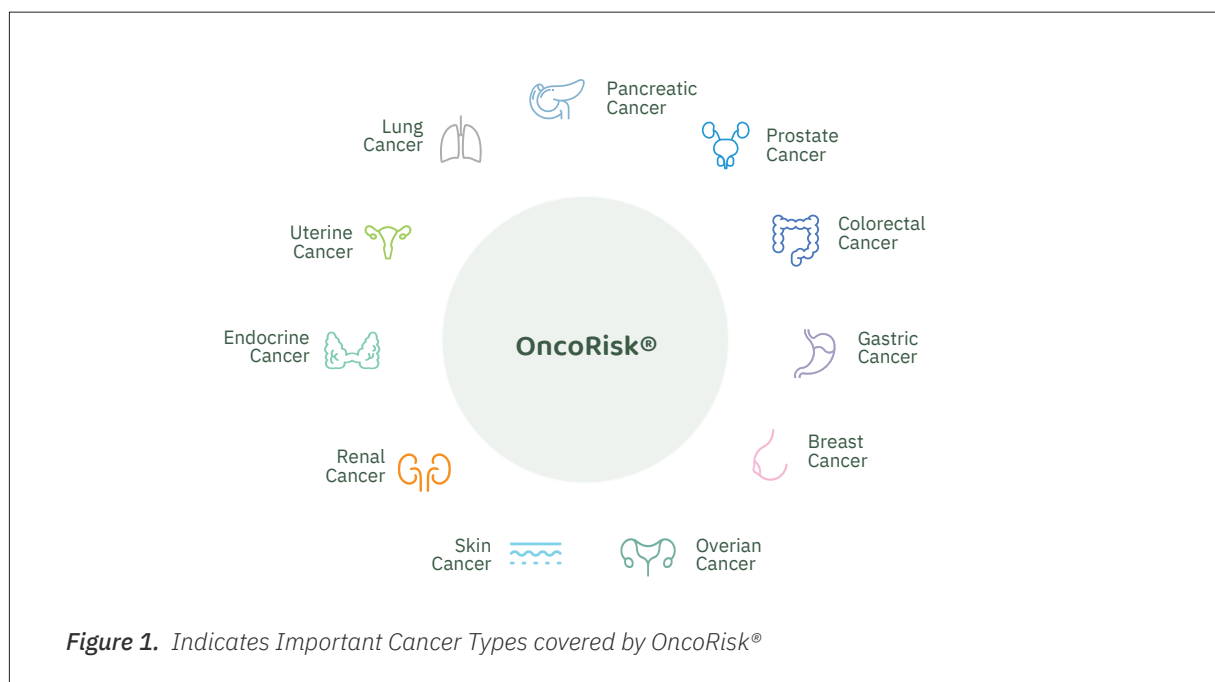 Pancreatic
Cancer
Lung
Cancer
Prostate
Cancer
Uterine
Cancer
Colorectal
Cancer
Endocrine
Cancer
OncoRisk®
Gastric
Cancer
Renal
Cancer
Breast
Cancer
Skin
Cancer
Overian
Cancer
Figure 1. Indicates Important Cancer Types covered by OncoRisk®